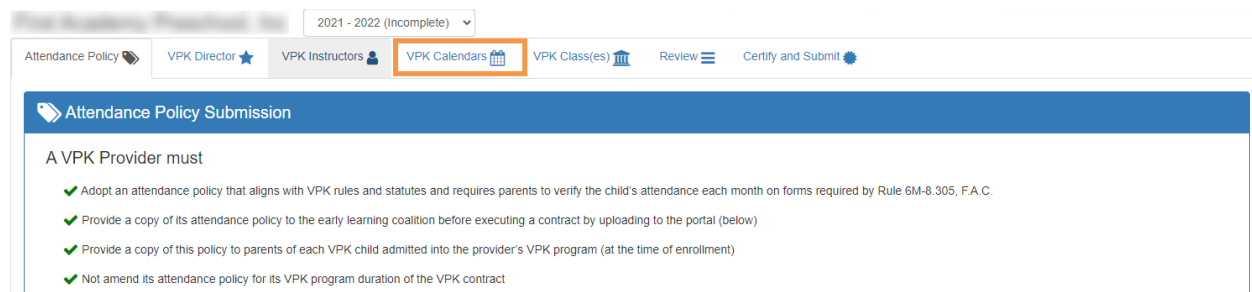 2021 - 2022 (Incomplete)
Attendance Policy VPK Director VPK Instructors VPK Calendars VPK Class(es) Review Certify and Submit
Attendance Policy Submission
A VPK Provider must
Adopt an attendance policy that aligns with VPK rules and statutes and requires parents to verify the child's attendance each month on forms required by Rule 6M-8.305, F.A.C.
Provide a copy of its attendance policy to the early learning coalition before executing a contract by uploading to the portal (below)
Provide a copy of this policy to parents of each VPK child admitted into the provider's VPK program (at the time of enrollment)
Not amend its attendance policy for its VPK program duration of the VPK contract